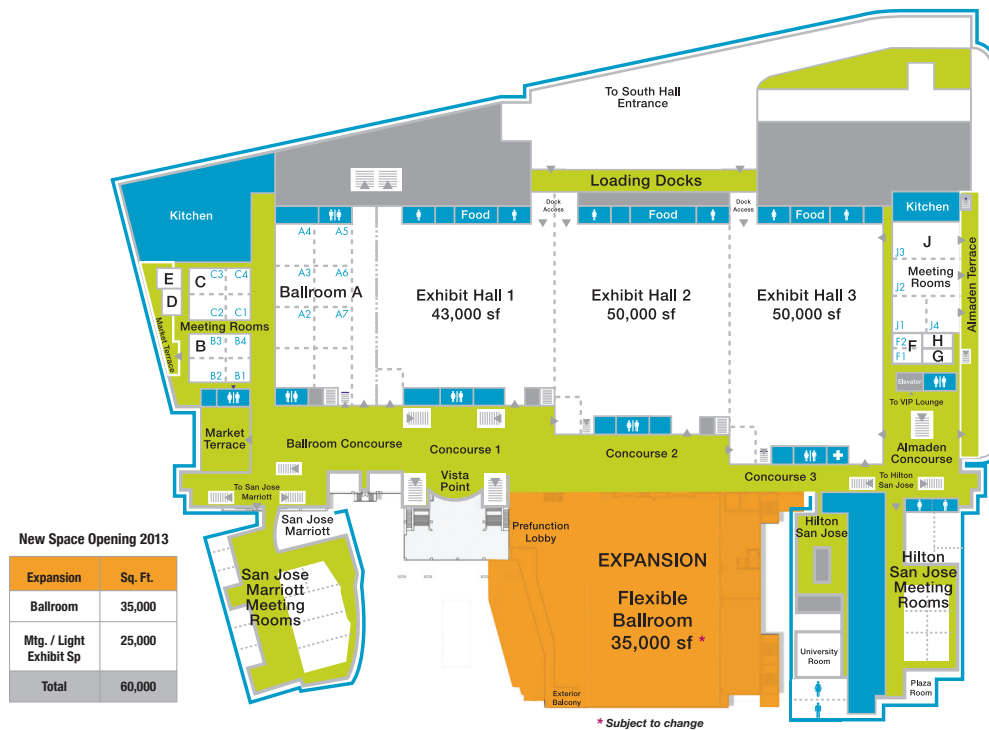 To South Hall
Entrance
Loading Docks
Kitchen
Food
Dock
Access
Food
Dock
Access
Food
Kitchen
A4
A5
A3
A6
Ballroom A
A2
A7
Exhibit Hall 1
43,000 sf
Exhibit Hall 2
50,000 sf
Exhibit Hall 3
50,000 sf
E
D
C
C3
C4
C2
C1
Meeting Rooms
B
B3
B4
B2
B1
Market Terrace
J
J3
Meeting
Rooms
J2
J1
J4
F2
F
F1
H
G
Almaden Terrace
Elevator
To VIP Lounge
Market
Terrace
Ballroom Concourse
Concourse 1
Vista
Point
Concourse 2
Concourse 3
Almaden
Concourse
To San Jose
Marriott
To Hilton
San Jose
San Jose
Marriott
San Jose
Marriott
Meeting
Rooms
Prefunction
Lobby
EXPANSION
Flexible
Ballroom
35,000 sf *
Exterior
Balcony
* Subject to change
Hilton
San Jose
University
Room
Hilton
San Jose
Meeting
Rooms
Plaza
Room
New Space Opening 2013
Expansion Sq. Ft.
Ballroom 35,000
Mtg. / Light
Exhibit Sp 25,000
Total 60,000